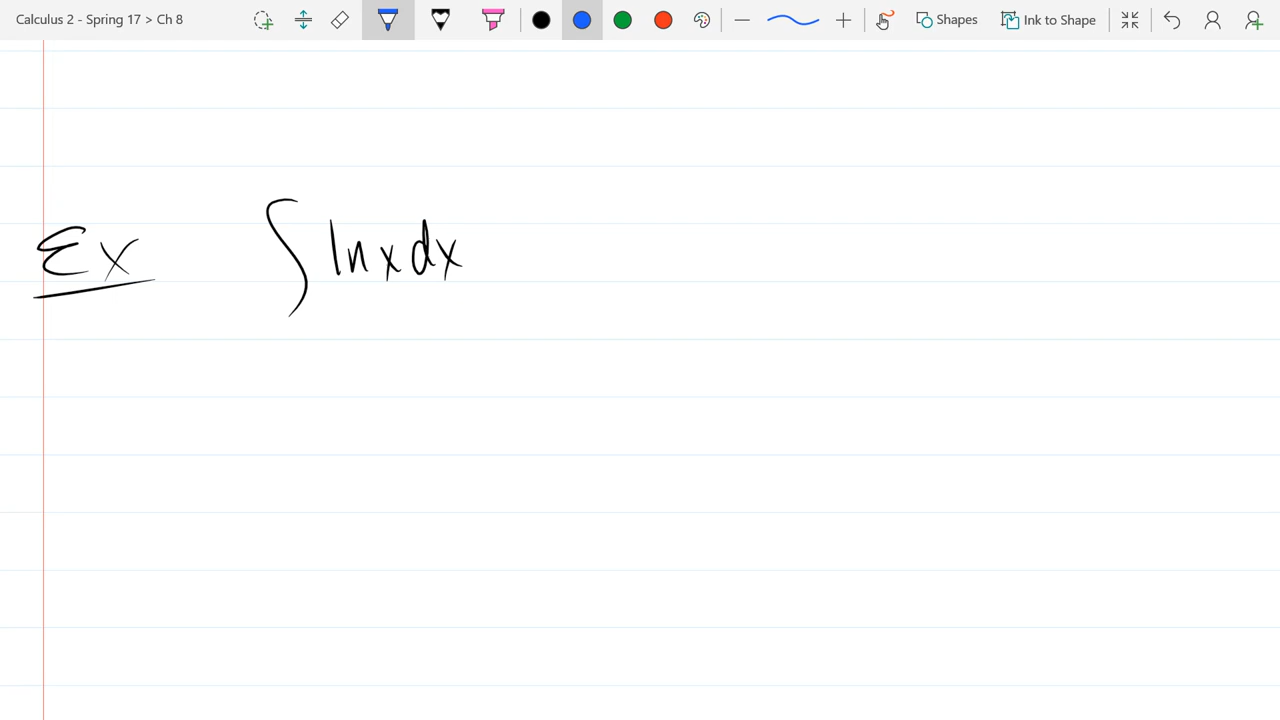 Calculus 2 - Spring 17 > Ch 8 Shapes Ink to Shape
Ex ∫ ln x dx